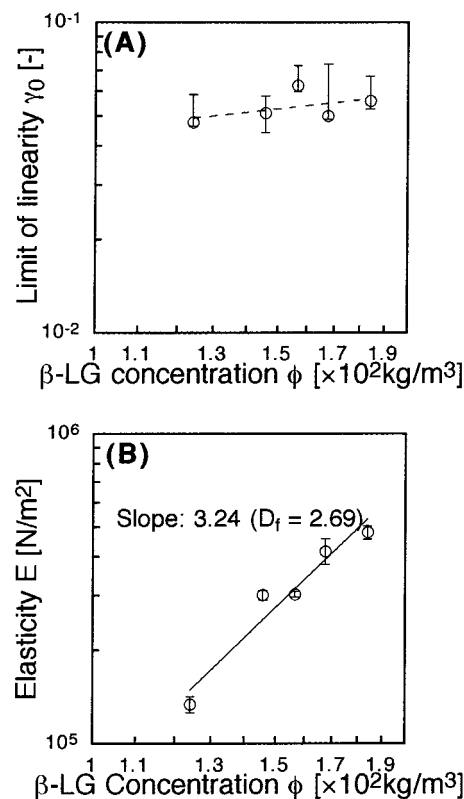 10-1
(A)
Limit of linearity γ0 [-]
10-2
1 1.1 1.3 1.5 1.7 1.9
β-LG concentration ϕ [×10²kg/m³]
10⁶
(B)
Slope: 3.24 (Df = 2.69)
Elasticity E [N/m²]
10⁵
1 1.1 1.3 1.5 1.7 1.9
β-LG Concentration ϕ [×10²kg/m³]